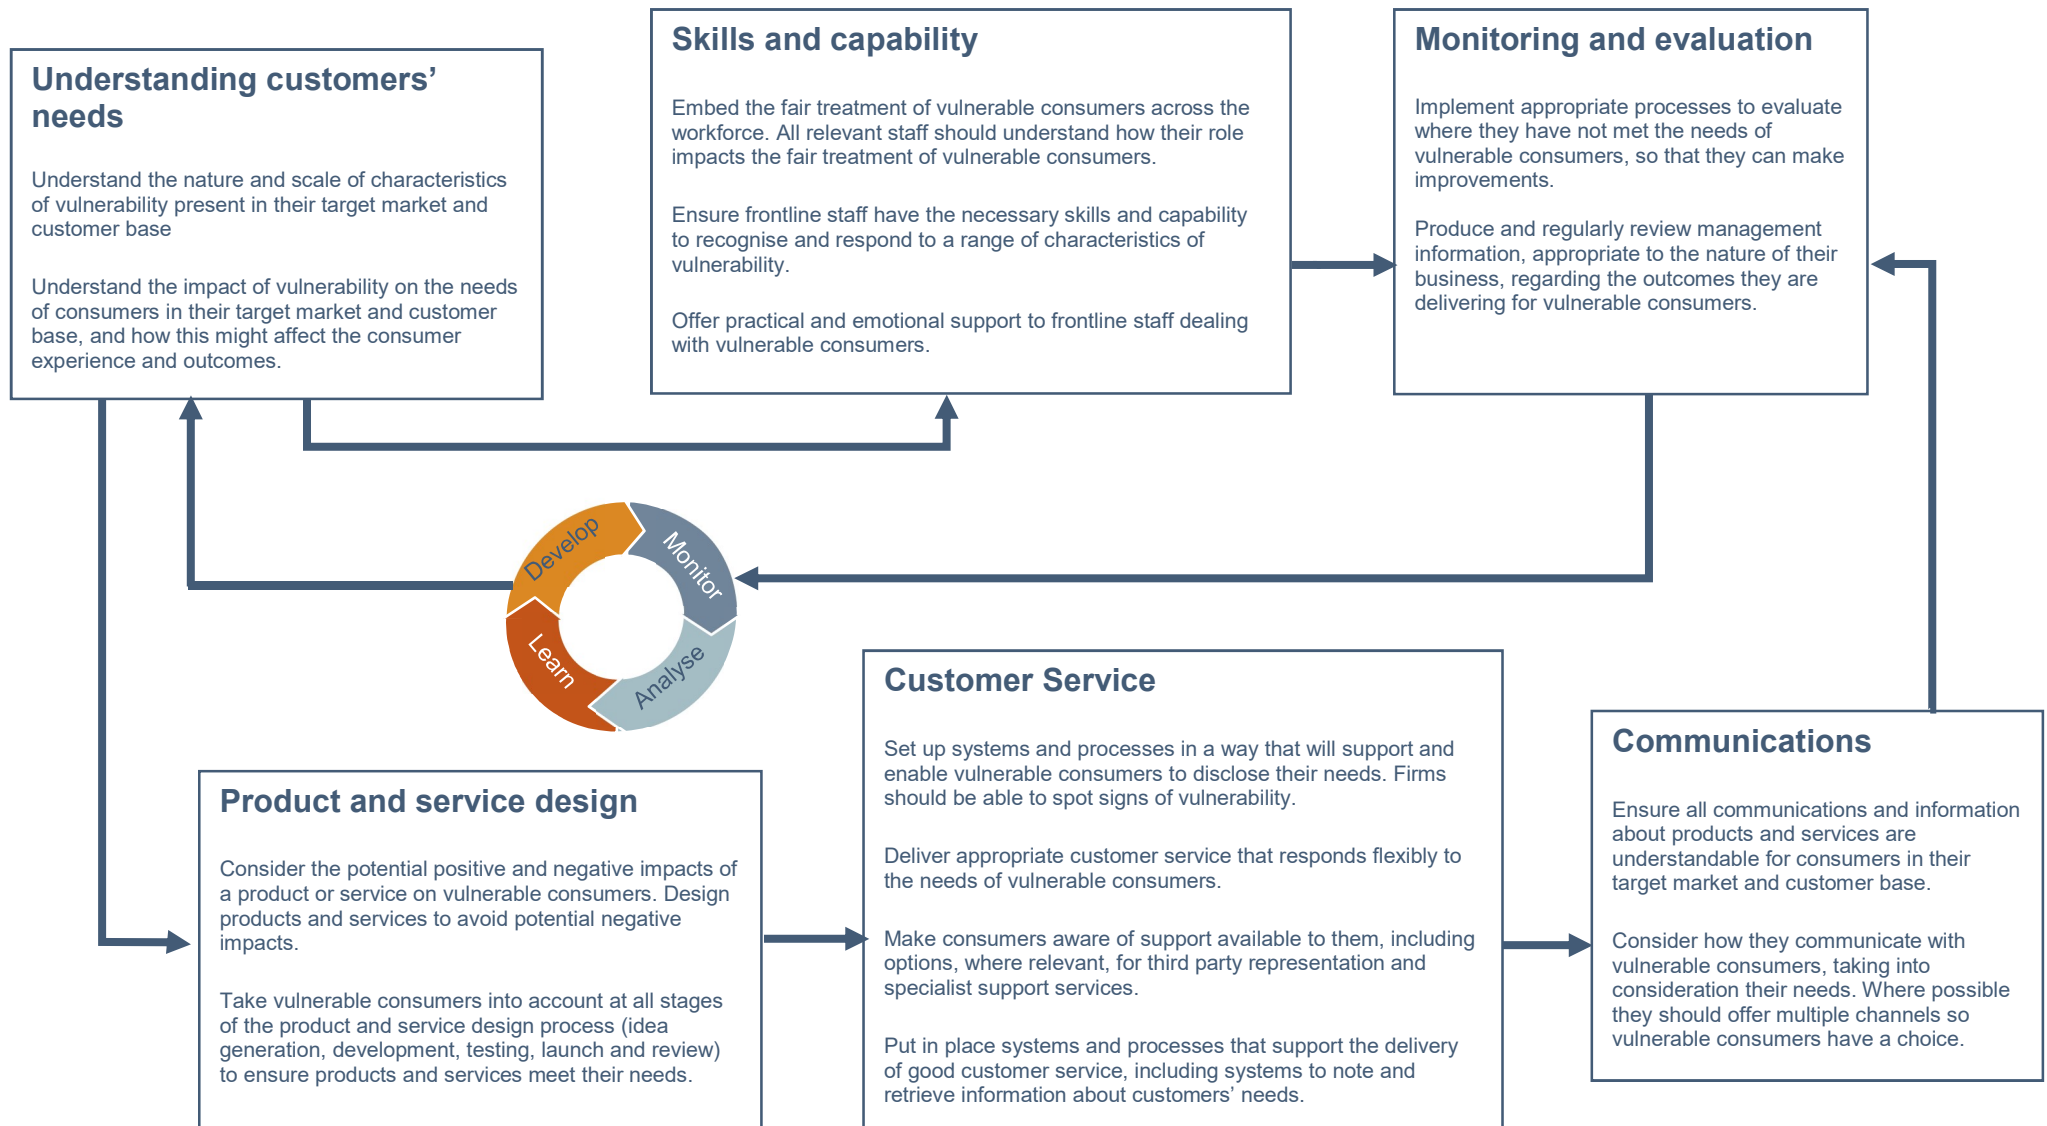 Understanding customers’
needs
Understand the nature and scale of characteristics
of vulnerability present in their target market and
customer base
Understand the impact of vulnerability on the needs
of consumers in their target market and customer
base, and how this might affect the consumer
experience and outcomes.
Skills and capability
Embed the fair treatment of vulnerable consumers across the
workforce. All relevant staff should understand how their role
impacts the fair treatment of vulnerable consumers.
Ensure frontline staff have the necessary skills and capability
to recognise and respond to a range of characteristics of
vulnerability.
Offer practical and emotional support to frontline staff dealing
with vulnerable consumers.
Monitoring and evaluation
Implement appropriate processes to evaluate
where they have not met the needs of
vulnerable consumers, so that they can make
improvements.
Produce and regularly review management
information, appropriate to the nature of their
business, regarding the outcomes they are
delivering for vulnerable consumers.
Develop
Monitor
Analyse
Learn
Product and service design
Consider the potential positive and negative impacts of
a product or service on vulnerable consumers. Design
products and services to avoid potential negative
impacts.
Take vulnerable consumers into account at all stages
of the product and service design process (idea
generation, development, testing, launch and review)
to ensure products and services meet their needs.
Customer Service
Set up systems and processes in a way that will support and
enable vulnerable consumers to disclose their needs. Firms
should be able to spot signs of vulnerability.
Deliver appropriate customer service that responds flexibly to
the needs of vulnerable consumers.
Make consumers aware of support available to them, including
options, where relevant, for third party representation and
specialist support services.
Put in place systems and processes that support the delivery
of good customer service, including systems to note and
retrieve information about customers’ needs.
Communications
Ensure all communications and information
about products and services are
understandable for consumers in their
target market and customer base.
Consider how they communicate with
vulnerable consumers, taking into
consideration their needs. Where possible
they should offer multiple channels so
vulnerable consumers have a choice.